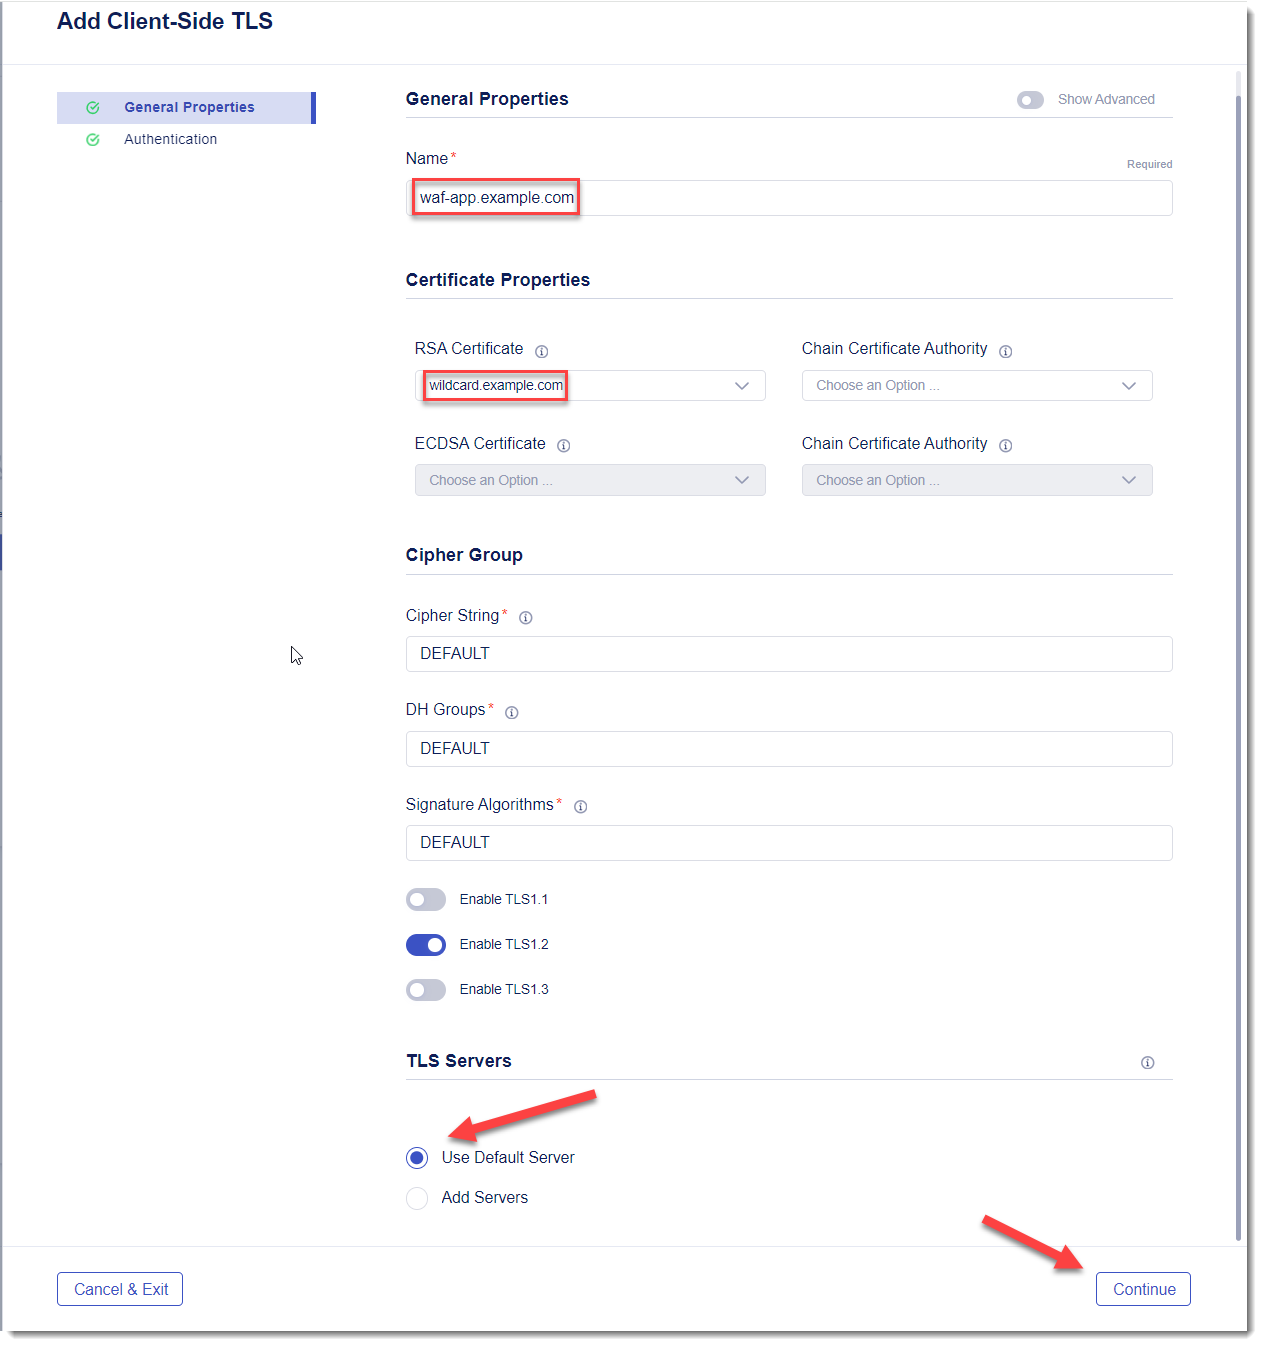 Add Client-Side TLS
General Properties
Authentication
General Properties
Show Advanced
Name*
Required
waf-app.example.com
Certificate Properties
RSA Certificate
Chain Certificate Authority
wildcard.example.com
Choose an Option ...
ECDSA Certificate
Chain Certificate Authority
Choose an Option ...
Choose an Option ...
Cipher Group
Cipher String*
DEFAULT
DH Groups*
DEFAULT
Signature Algorithms*
DEFAULT
Enable TLS1.1
Enable TLS1.2
Enable TLS1.3
TLS Servers
Use Default Server
Add Servers
Cancel & Exit
Continue